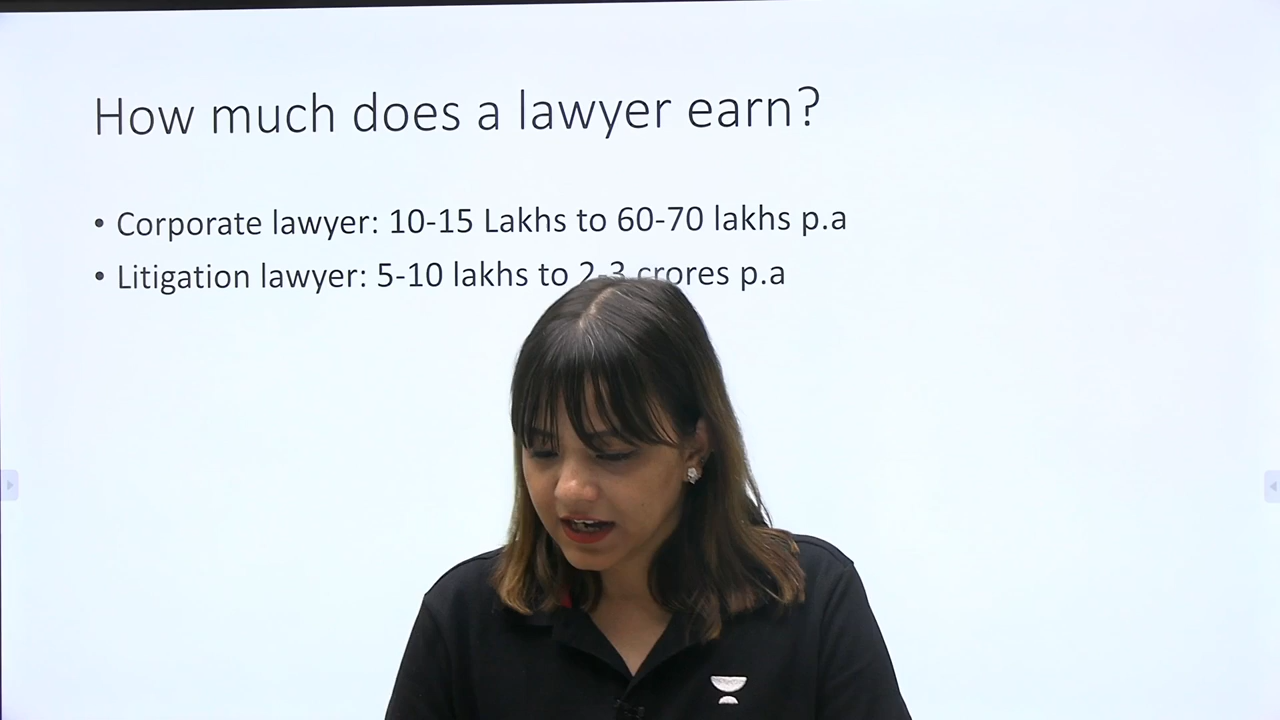 How much does a lawyer earn?
• Corporate lawyer: 10-15 Lakhs to 60-70 lakhs p.a
• Litigation lawyer: 5-10 lakhs to 2-3 crores p.a